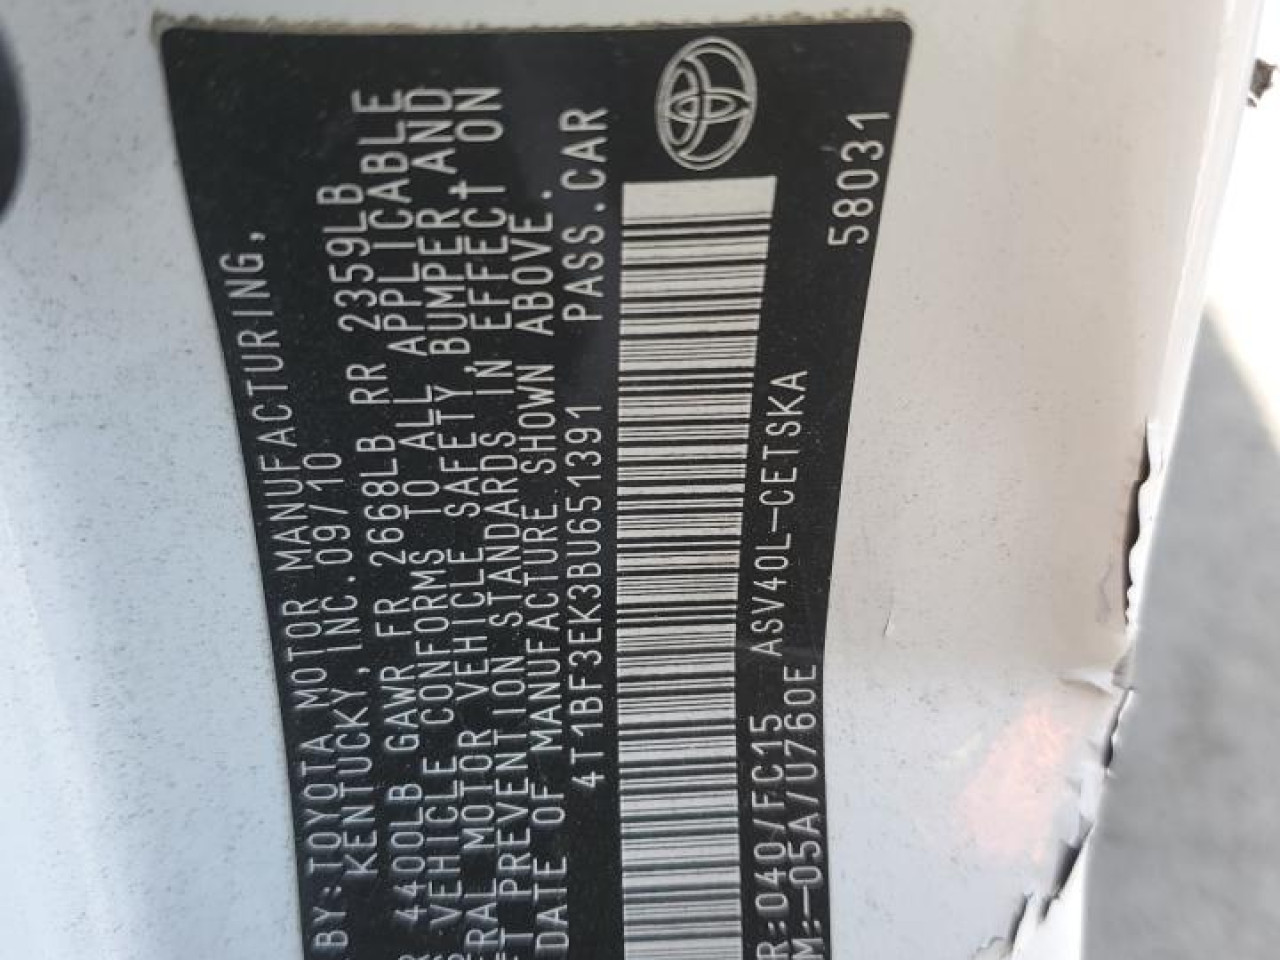 BY:TOYOTA MOTOR MANUFACTURING,
KENTUCKY, INC. 09/10
4400LB GAWR FR 2668LB RR 2359LB
VEHICLE CONFORMS TO ALL APPLICABLE
MOTOR VEHICLE SAFETY, BUMPER AND
PREVENTION STANDARDS IN EFFECT ON
DATE OF MANUFACTURE SHOWN ABOVE.
4T1BF3EK3BU651391 PASS.CAR
R:040/FC15 ASV40L-CETSKA
M:-05A/U760E
58031